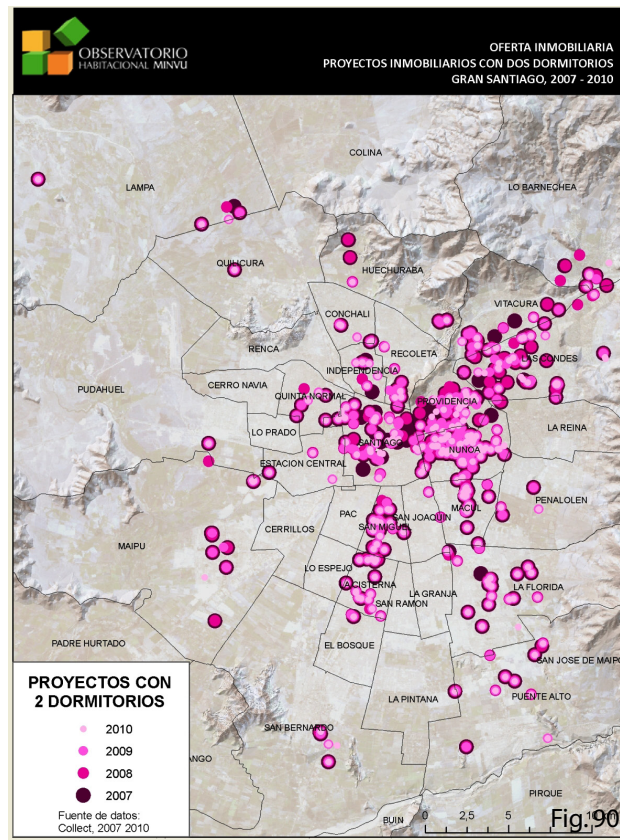 OBSERVATORIO
HABITACIONAL MINVU
OFERTA INMOBILIARIA
PROYECTOS INMOBILIARIOS CON DOS DORMITORIOS
GRAN SANTIAGO, 2007 - 2010
COLINA
LAMPA
LO BARNECHEA
QUILICURA
HUECHURABA
VITACURA
CONCHALI
RENCA
RECOLETA
LAS CONDES
INDEPENDENCIA
CERRO NAVIA
PUDAHUEL
QUINTA NORMAL
PROVIDENCIA
LA REINA
LO PRADO
SANTIAGO
NUNOA
ESTACION CENTRAL
PENALOLEN
MACUL
PAC
SAN JOAQUIN
SAN MIGUEL
CERRILLOS
MAIPU
LO ESPEJO
LA CISTERNA
LA GRANJA
LA FLORIDA
SAN RAMON
PADRE HURTADO
EL BOSQUE
SAN JOSE DE MAIPO
LA PINTANA
PUENTE ALTO
SAN BERNARDO
ANGO
PIRQUE
BUIN
PROYECTOS CON
2 DORMITORIOS
2010
2009
2008
2007
Fuente de datos:
Collect, 2007 2010
0 2,5 5
Fig.90